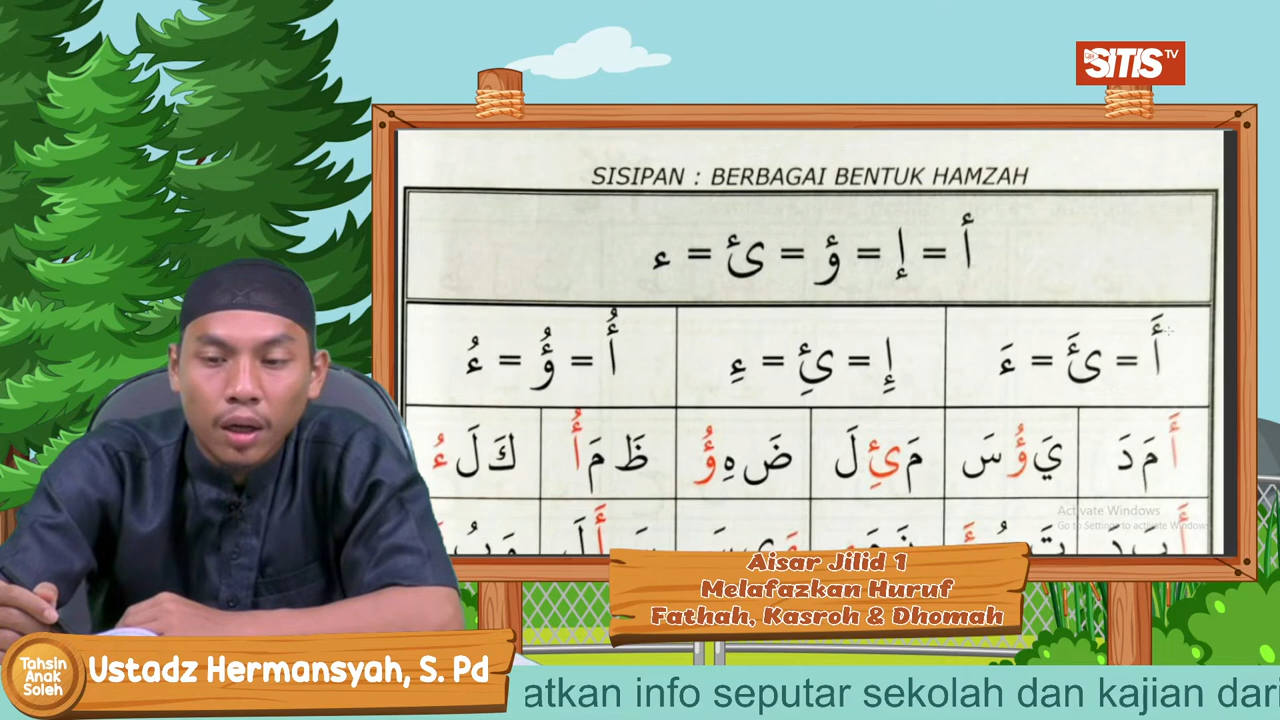 SITIS TV
SISIPAN : BERBAGAI BENTUK HAMZAH
أ = إ = ؤ = ئ = ء
أَ = ئَ = ءَ
إِ = ئِ = ءِ
أُ = ؤُ = ءُ
أَ مَ دَ
يَ ؤُ سَ
مَ ئِ لَ
ضَ هِ ؤُ
ظَ مَ أُ
كَ لَ ءُ
Activate Windows
Go to Settings to activate Windows
Aisar Jilid 1
Melafazkan Huruf
Fathah, Kasroh & Dhomah
Tahsin
Anak
Soleh
Ustadz Hermansyah, S. Pd
atkan info seputar sekolah dan kajian dari